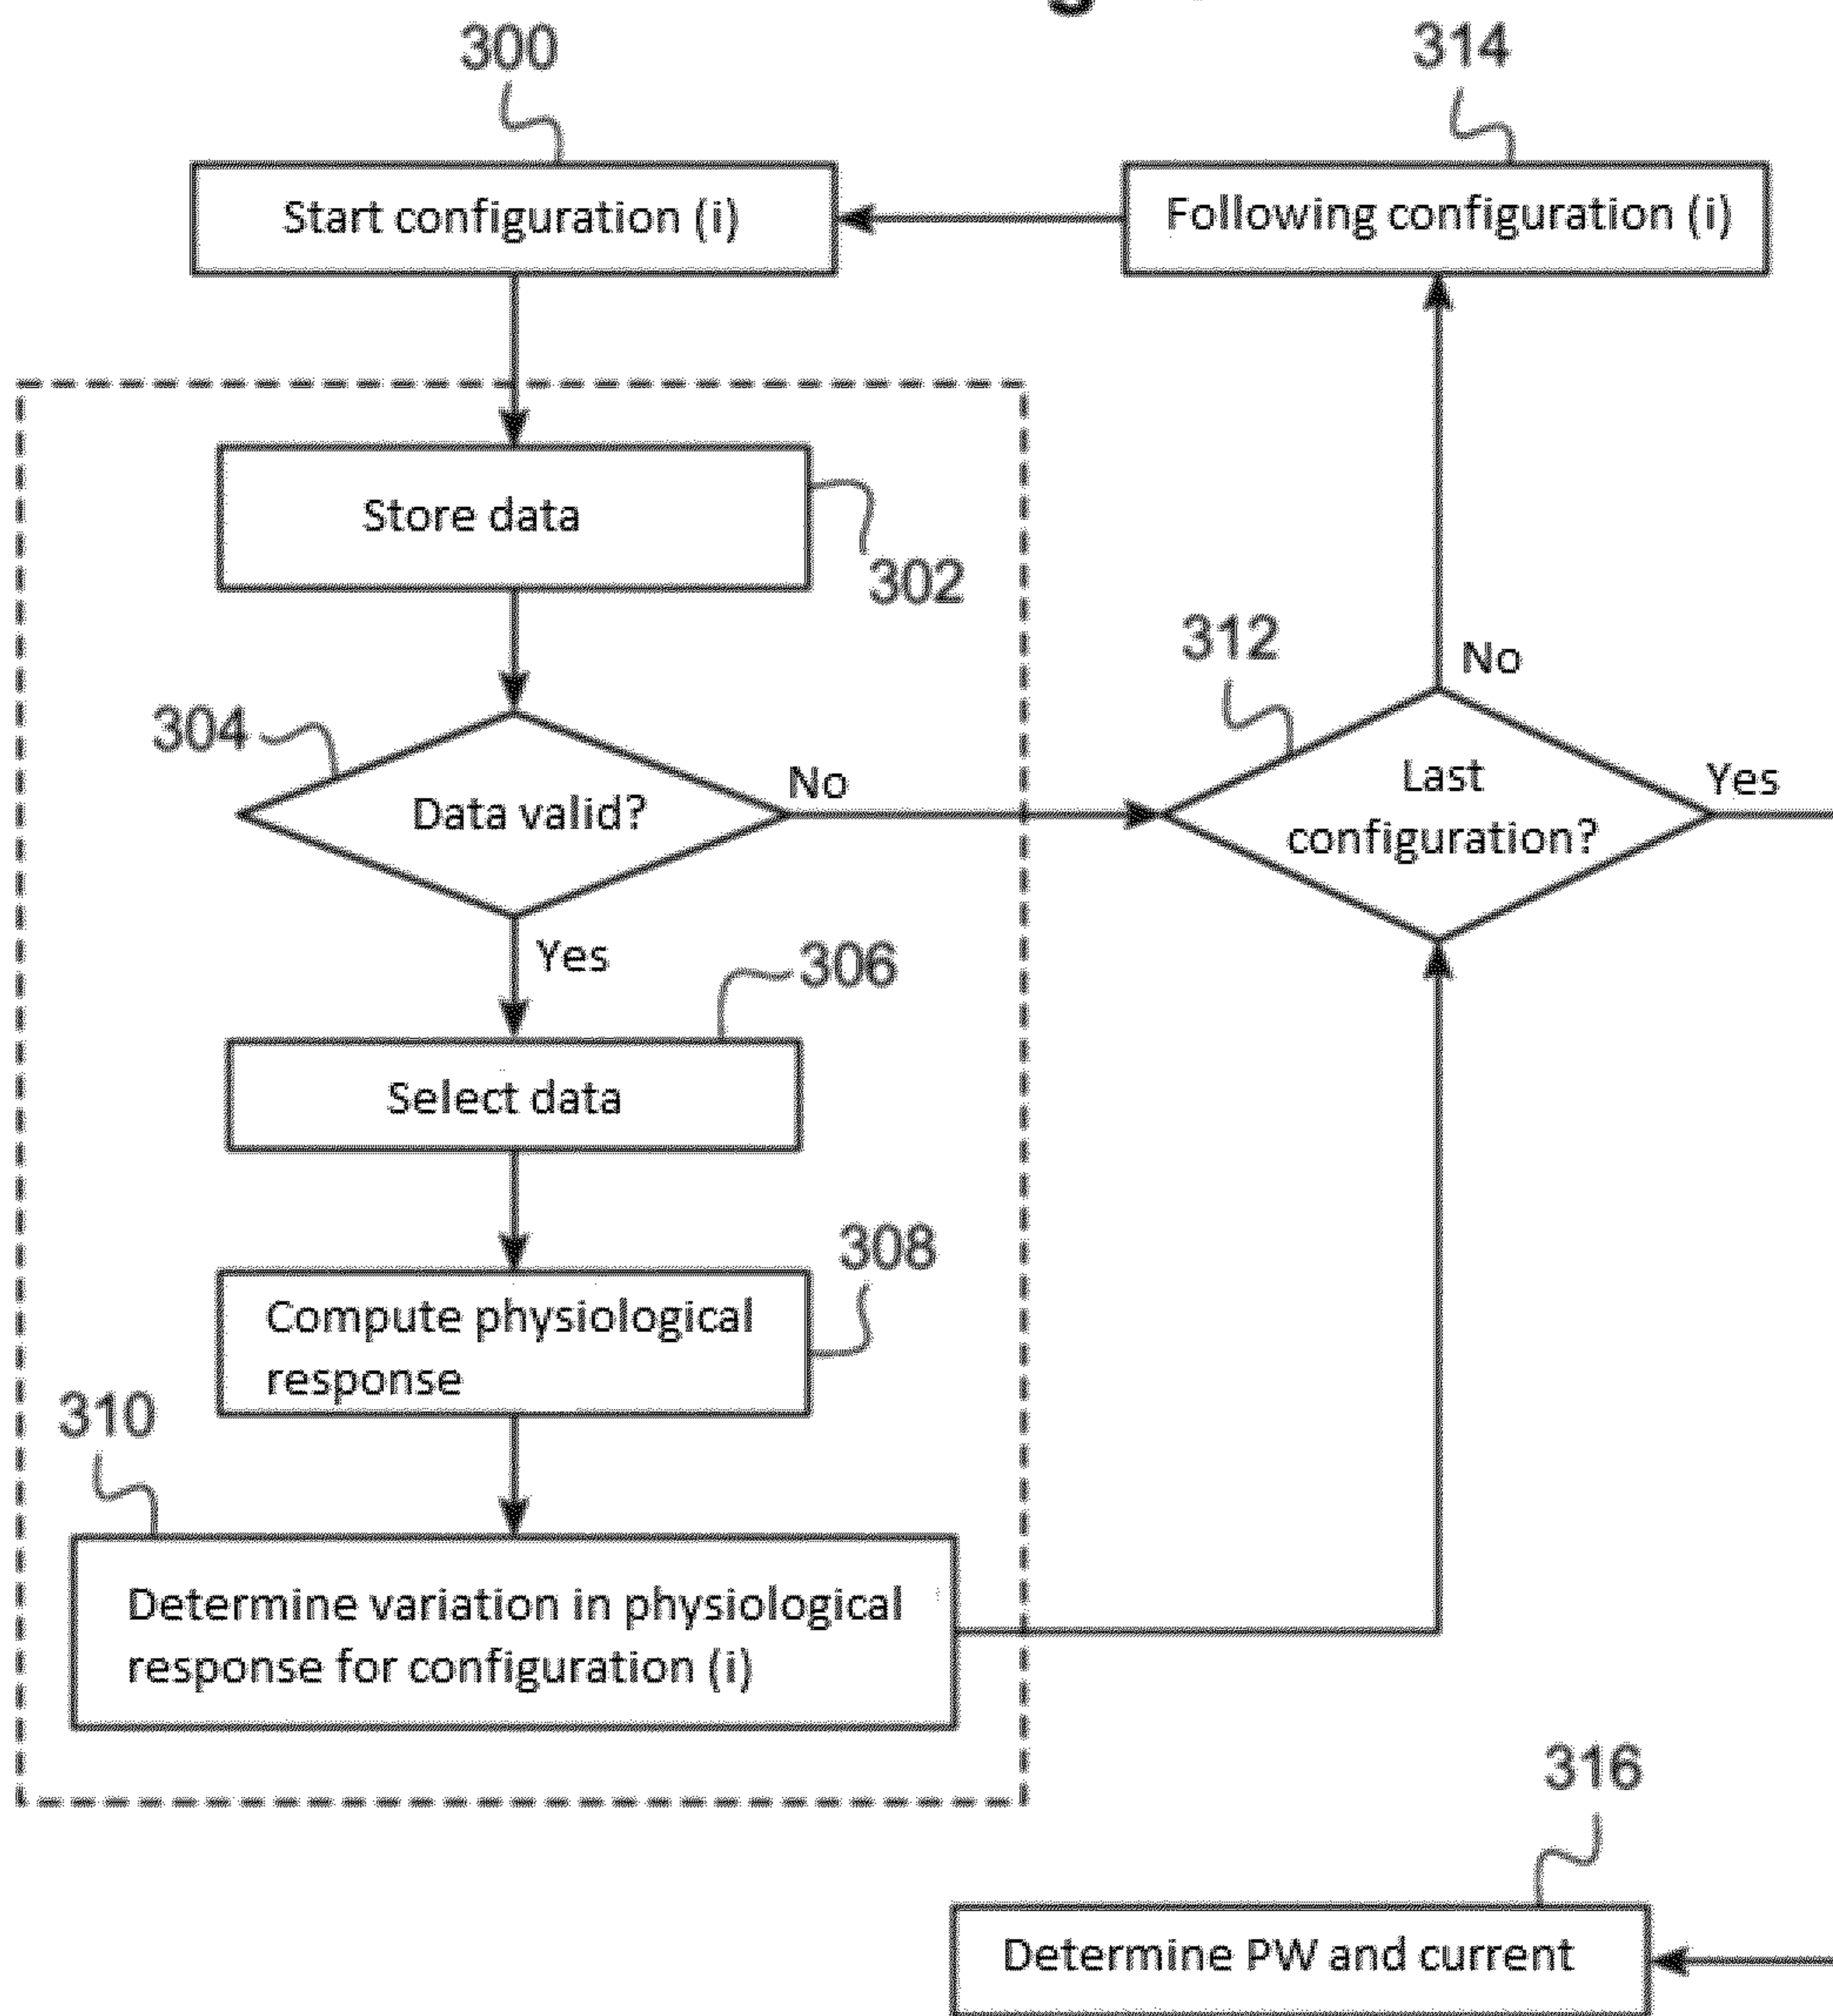 300
314
Start configuration (i)
Following configuration (i)
Store data
302
312
No
304
Data valid?
No
Last
configuration?
Yes
Yes
306
Select data
308
Compute physiological
response
310
Determine variation in physiological
response for configuration (i)
316
Determine PW and current